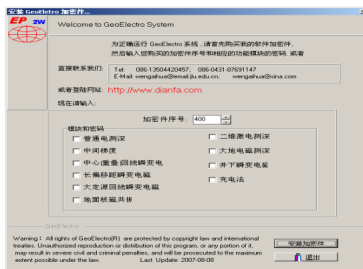 安装 GeoElectro 加密件...
EP 2W
Welcome to GeoElectro System
为正确运行 GeoElectro 系统, 请首先购买我的软件加密件.
然后输入您购买的加密件序号和相应的功能模块的密码. 或者
直接联系我们:
Tel: 086-13504420457; 086-0431-87691147
E-Mail: wengaihua@email.jlu.edu.cn; wengaihua@sina.com
或者登陆网站: http://www.dianfa.com
现在请输入:
加密件序号: 400
模块和密码
普通电测深
中间梯度
中心(重叠)回线瞬变电
长偏移距瞬变电磁
大定源回线瞬变电磁
地面核磁共振
二维激电测深
大地电磁测深
井下瞬变电磁
充电法
GeoElectro
Warning: All rights of GeoElectro(R) are protected by copyright law and international
treaties. Unauthorized reproduction or distribution of this program, or any portion of it,
may result in severe civil and criminal penalties, and will be prosecuted to the maximum
extent possible under the law. Last Update: 2007-08-08
安装加密件
退出